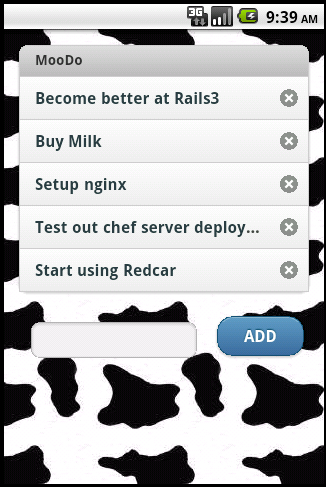 3G 9:39 AM
MooDo
Become better at Rails3
Buy Milk
Setup nginx
Test out chef server deploy...
Start using Redcar
ADD